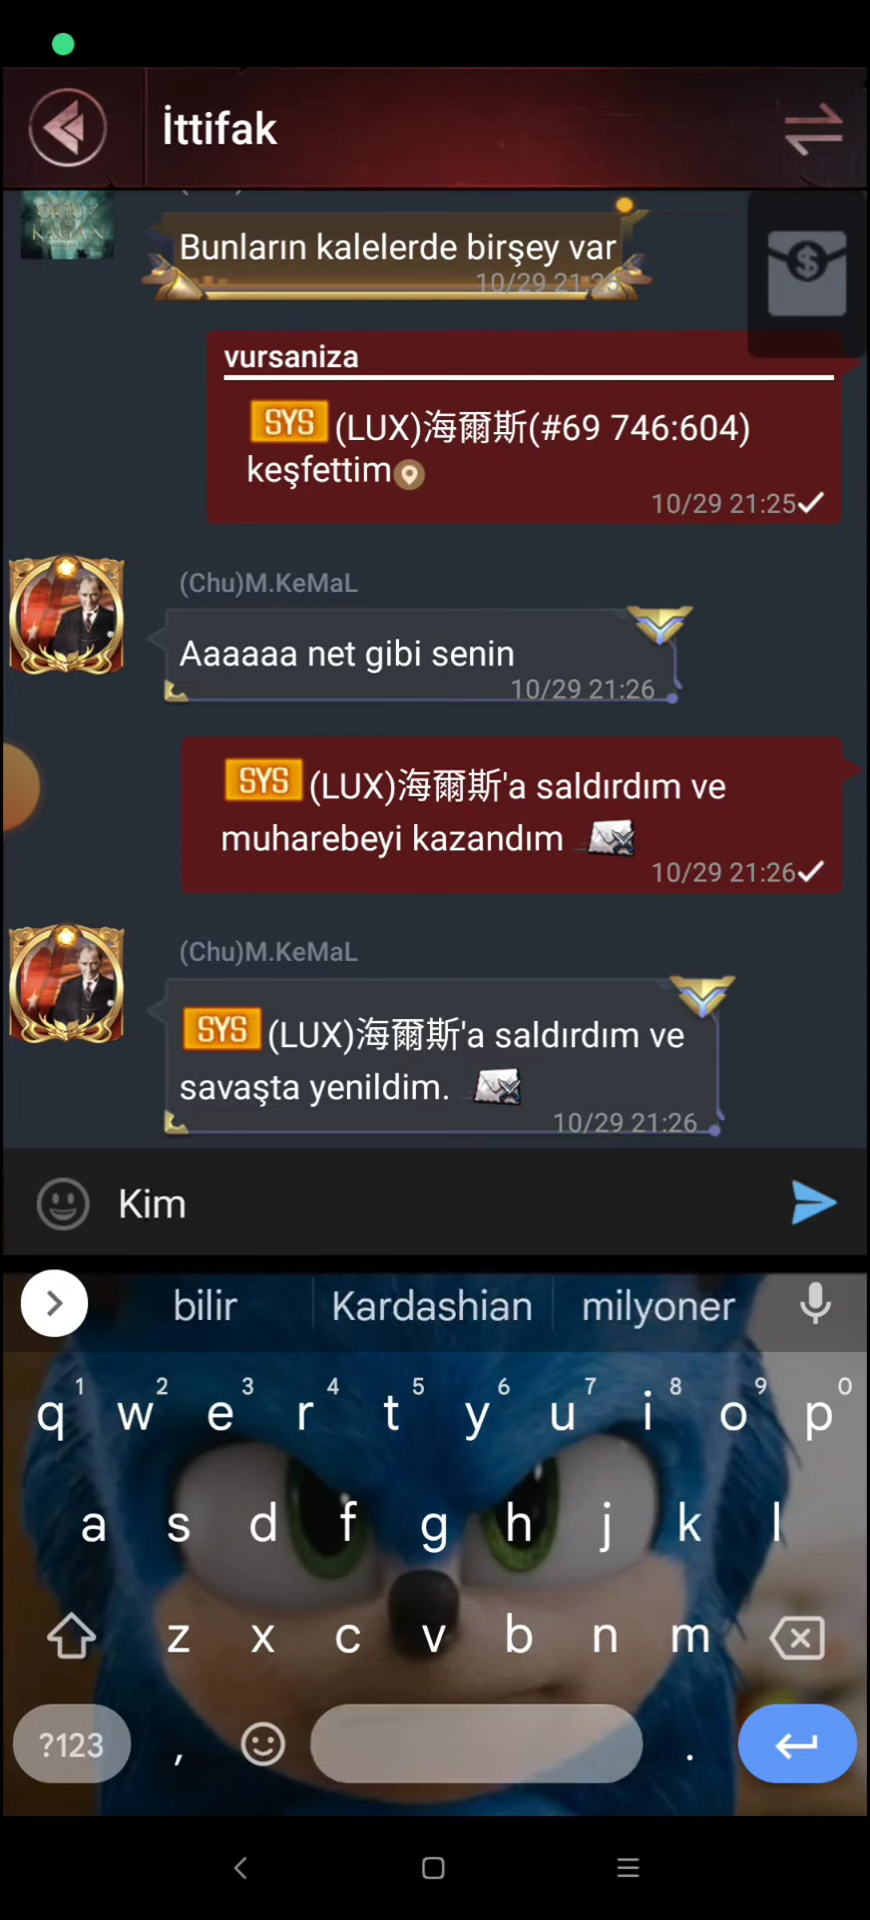 İttifak
OĞUZ
KAĞAN
Bunların kalelerde birşey var
vursaniza
SYS (LUX)海爾斯(#69 746:604)
keşfettim
10/29 21:25
(Chu)M.KeMaL
Aaaaaa net gibi senin
10/29 21:26
SYS (LUX)海爾斯'a saldırdım ve
muharebeyi kazandım
10/29 21:26
(Chu)M.KeMaL
SYS (LUX)海爾斯'a saldırdım ve
savaşta yenildim.
10/29 21:26
Kim
bilir Kardashian milyoner
1 2 3 4 5 6 7 8 9 0
q w e r t y u i o p
a s d f g h j k l
z x c v b n m
?123 , .